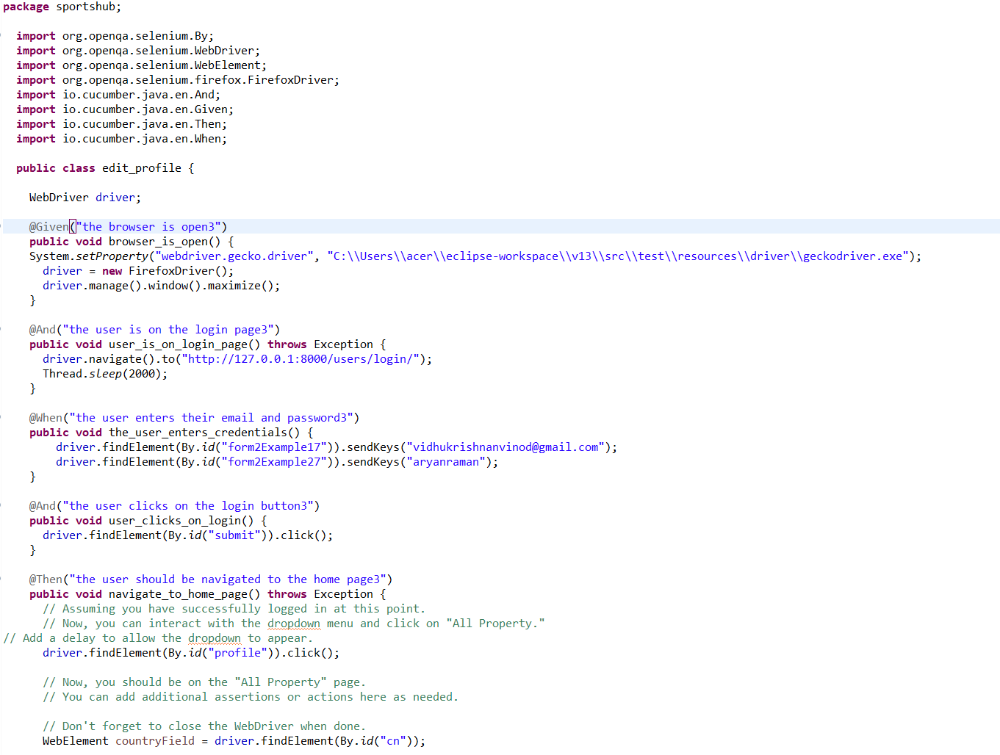 package sportshub;
import org.openqa.selenium.By;
import org.openqa.selenium.WebDriver;
import org.openqa.selenium.WebElement;
import org.openqa.selenium.firefox.FirefoxDriver;
import io.cucumber.java.en.And;
import io.cucumber.java.en.Given;
import io.cucumber.java.en.Then;
import io.cucumber.java.en.When;
public class edit_profile {
WebDriver driver;
@Given("the browser is open3")
public void browser_is_open() {
System.setProperty("webdriver.gecko.driver", "C:\\Users\\acer\\eclipse-workspace\\v13\\src\\test\\resources\\driver\\geckodriver.exe");
driver = new FirefoxDriver();
driver.manage().window().maximize();
}
@And("the user is on the login page3")
public void user_is_on_login_page() throws Exception {
driver.navigate().to("http://127.0.0.1:8000/users/login/");
Thread.sleep(2000);
}
@When("the user enters their email and password3")
public void the_user_enters_credentials() {
driver.findElement(By.id("form2Example17")).sendKeys("vidhukrishnanvinod@gmail.com");
driver.findElement(By.id("form2Example27")).sendKeys("aryanraman");
}
@And("the user clicks on the login button3")
public void user_clicks_on_login() {
driver.findElement(By.id("submit")).click();
}
@Then("the user should be navigated to the home page3")
public void navigate_to_home_page() throws Exception {
// Assuming you have successfully logged in at this point.
// Now, you can interact with the dropdown menu and click on "All Property."
// Add a delay to allow the dropdown to appear.
driver.findElement(By.id("profile")).click();
// Now, you should be on the "All Property" page.
// You can add additional assertions or actions here as needed.
// Don't forget to close the WebDriver when done.
WebElement countryField = driver.findElement(By.id("cn"));